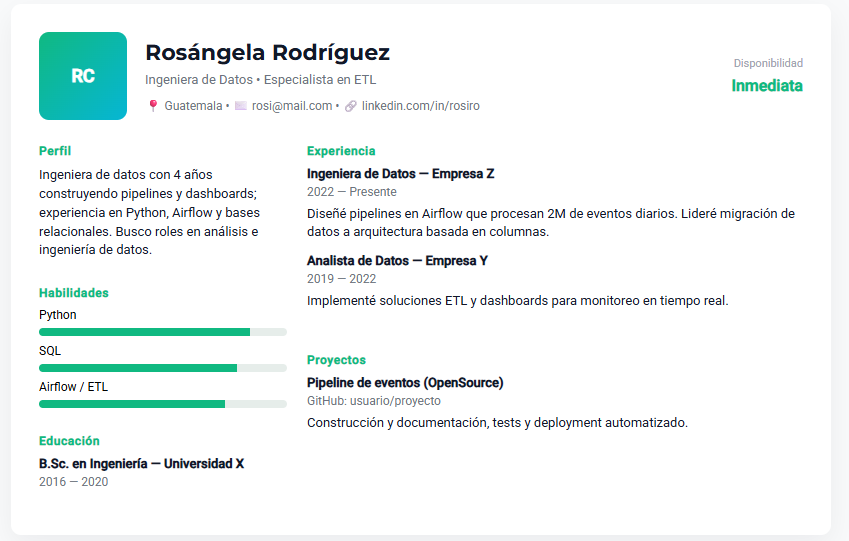 RC
Rosángela Rodríguez
Ingeniera de Datos • Especialista en ETL
📍 Guatemala • ✉️ rosi@mail.com • 🔗 linkedin.com/in/rosiro
Disponibilidad
Inmediata
Perfil
Ingeniera de datos con 4 años
construyendo pipelines y dashboards;
experiencia en Python, Airflow y bases
relacionales. Busco roles en análisis e
ingeniería de datos.
Habilidades
Python
SQL
Airflow / ETL
Educación
B.Sc. en Ingeniería — Universidad X
2016 — 2020
Experiencia
Ingeniera de Datos — Empresa Z
2022 — Presente
Diseñé pipelines en Airflow que procesan 2M de eventos diarios. Lideré migración de
datos a arquitectura basada en columnas.
Analista de Datos — Empresa Y
2019 — 2022
Implementé soluciones ETL y dashboards para monitoreo en tiempo real.
Proyectos
Pipeline de eventos (OpenSource)
GitHub: usuario/proyecto
Construcción y documentación, tests y deployment automatizado.